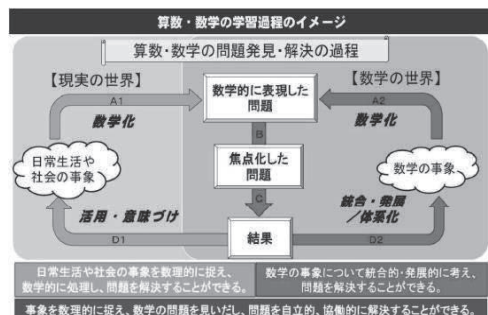 算数・数学の学習過程のイメージ
算数・数学の問題発見・解決の過程
【現実の世界】
【数学の世界】
A1
数学的に表現した
問題
A2
数学化
数学化
B
日常生活や
社会の事象
焦点化した
問題
数学の事象
C
活用・意味づけ
統合・発展
／体系化
D1
結果
D2
日常生活や社会の事象を数理的に捉え、
数学的に処理し、問題を解決することができる。
数学の事象について統合的・発展的に考え、
問題を解決することができる。
事象を数理的に捉え、数学の問題を見いだし、問題を自立的、協働的に解決することができる。